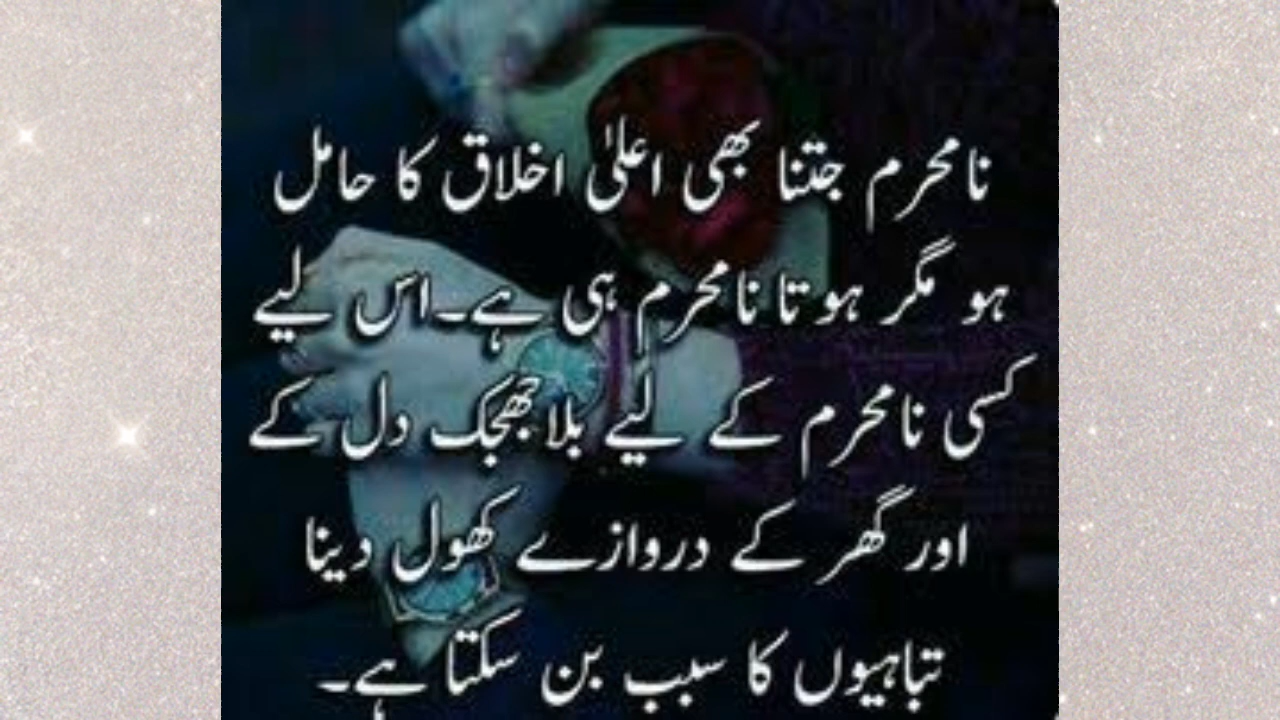 نامحرم جتنا بھی اعلیٰ اخلاق کا حامل
ہو مگر ہوتا نامحرم ہی ہے۔اس لیے
کسی نامحرم کے لیے بلا جھجک دل کے
اور گھر کے دروازے کھول دینا
تباہیوں کا سبب بن سکتا ہے۔